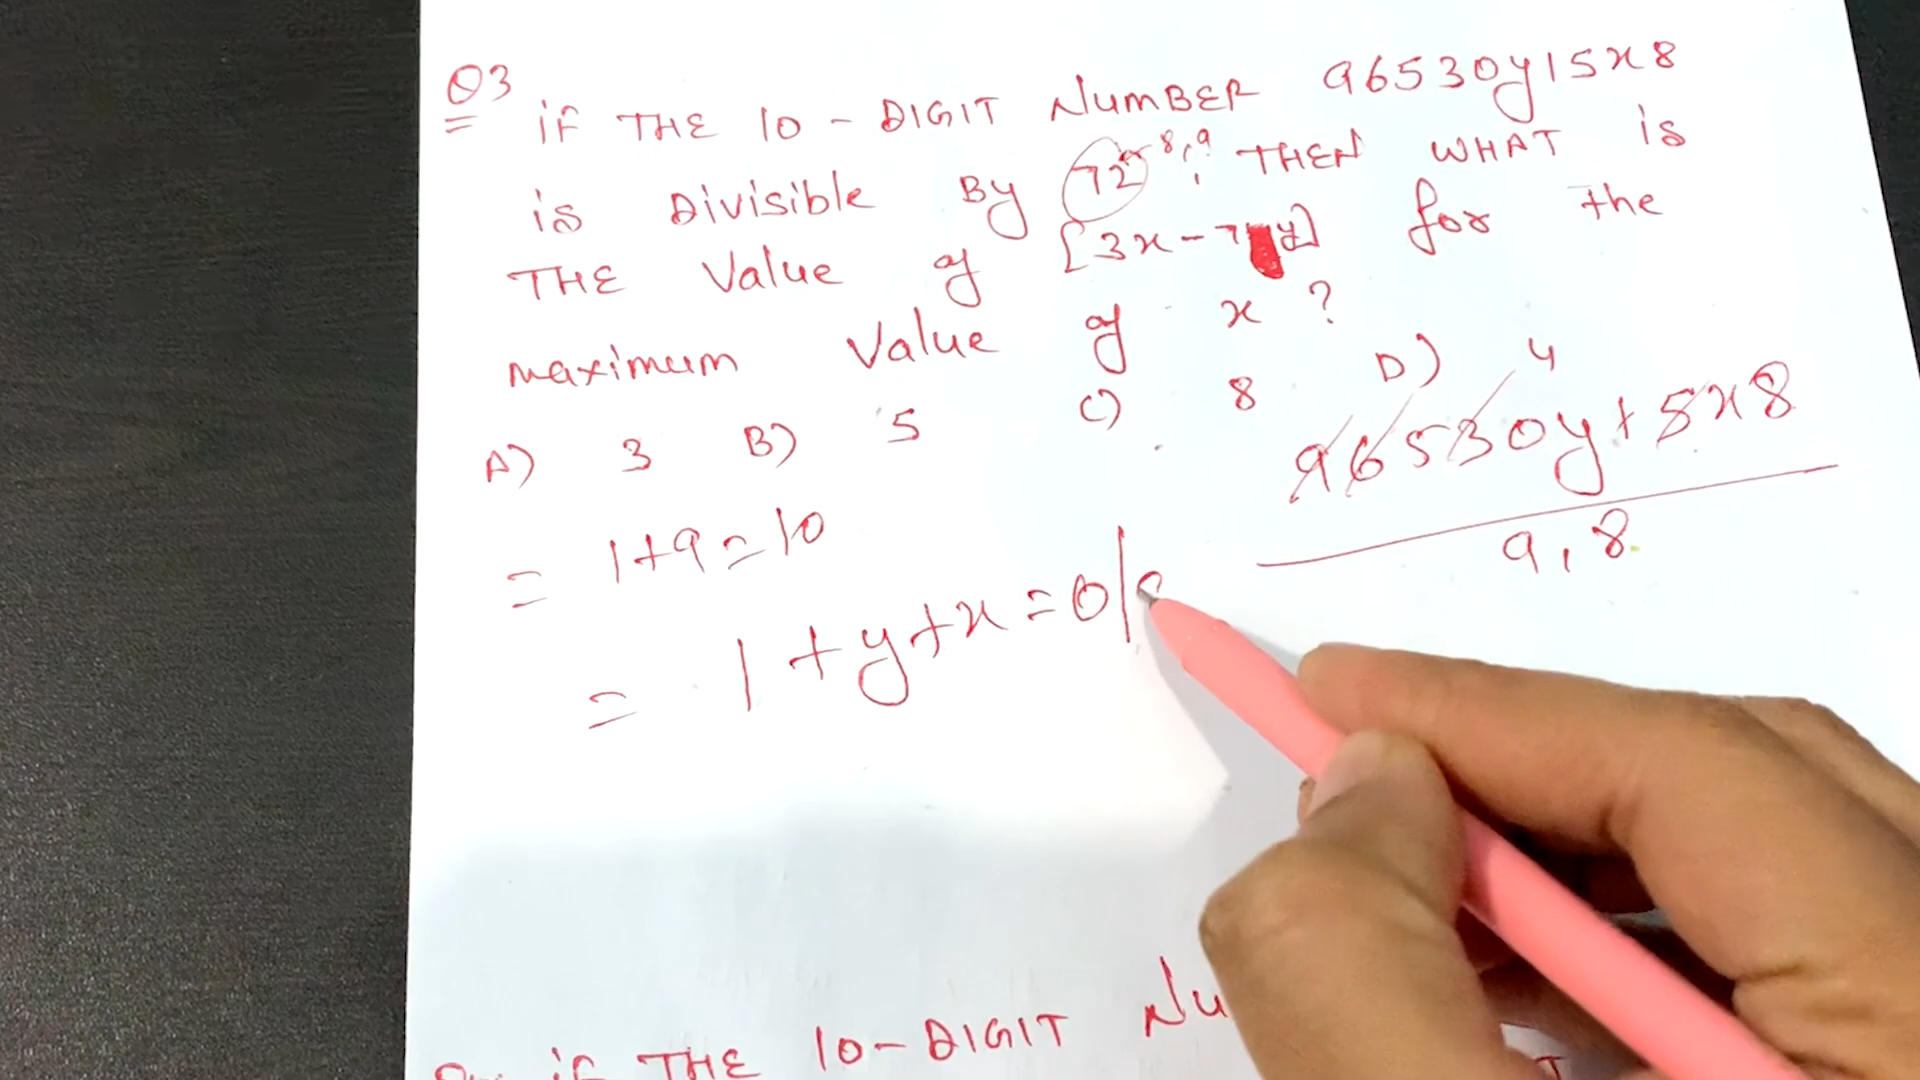 Q3 IF THE 10-DIGIT NUMBER 96530y15x8
is Divisible By 72 8,9 THEN WHAT is
THE Value of [3x-7y] for the
maximum Value of x ?
A) 3 B) 5 C) 8 D) 4
96530y+5x8
9,8
= 1+9=10
= 1+y+x=0
if THE 10-DIGIT Nu